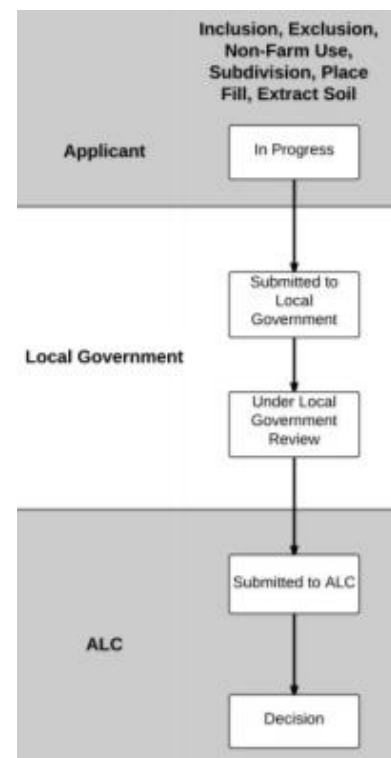 Inclusion, Exclusion,
Non-Farm Use,
Subdivision, Place
Fill, Extract Soil
Applicant
In Progress
Submitted to
Local
Government
Local Government
Under Local
Government
Review
Submitted to ALC
ALC
Decision